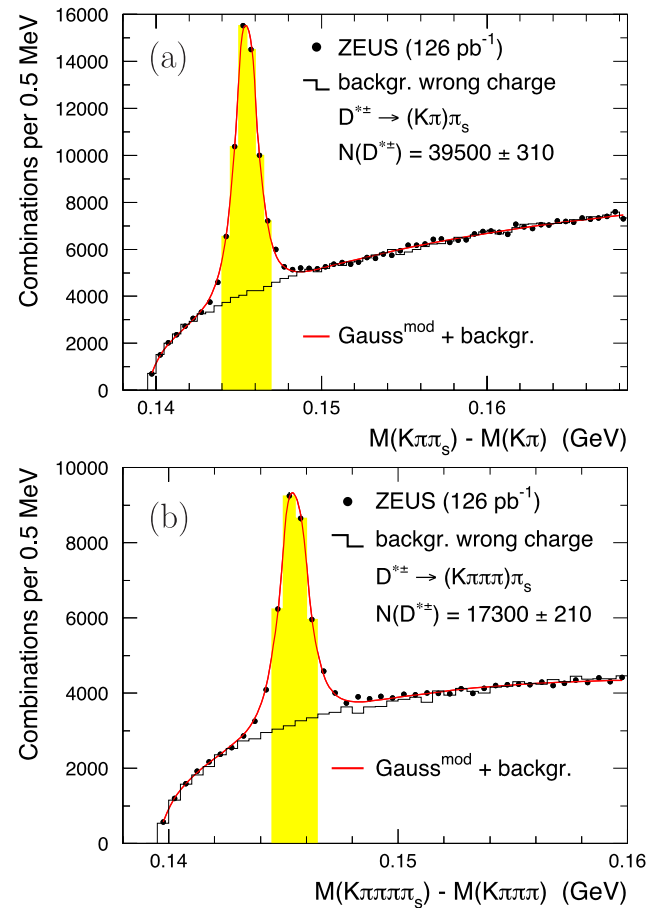 (a)
Combinations per 0.5 MeV
16000
14000
12000
10000
8000
6000
4000
2000
0
ZEUS (126 pb⁻¹)
backgr. wrong charge
D*± → (Kπ)πₛ
N(D*±) = 39500 ± 310
Gaussᵐᵒᵈ + backgr.
0.14
0.15
0.16
M(Kππₛ) - M(Kπ) (GeV)
(b)
Combinations per 0.5 MeV
10000
8000
6000
4000
2000
0
ZEUS (126 pb⁻¹)
backgr. wrong charge
D*± → (Kπππ)πₛ
N(D*±) = 17300 ± 210
Gaussᵐᵒᵈ + backgr.
0.14
0.15
0.16
M(Kππππₛ) - M(Kπππ) (GeV)